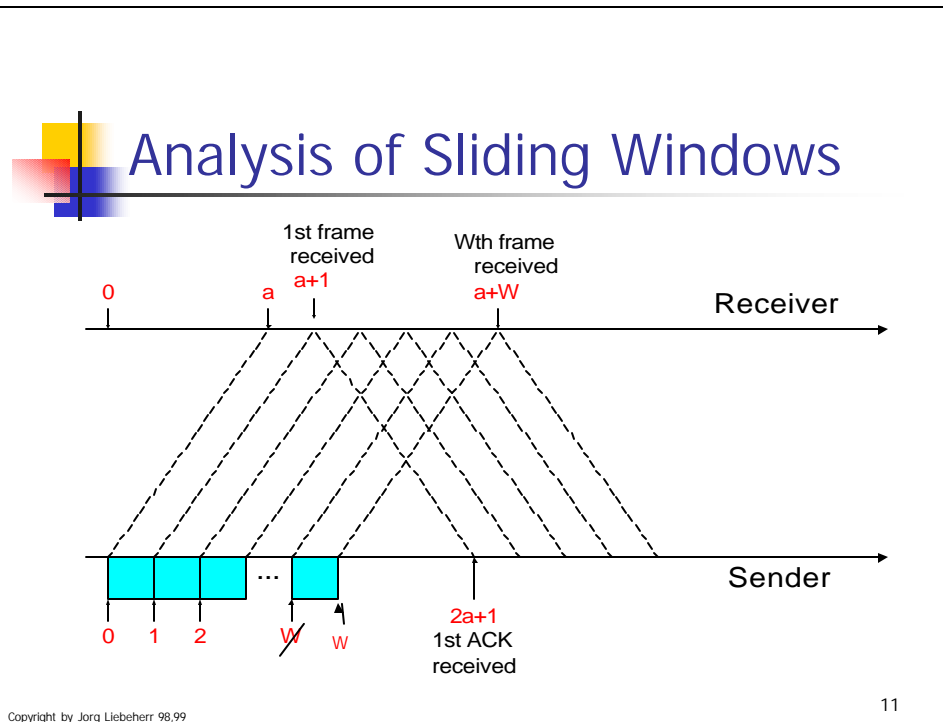 Analysis of Sliding Windows
1st frame
received
a+1
Wth frame
received
a+W
0
a
Receiver
...
Sender
0
1
2
W
W
2a+1
1st ACK
received
11
Copyright by Jorg Liebeherr 98,99